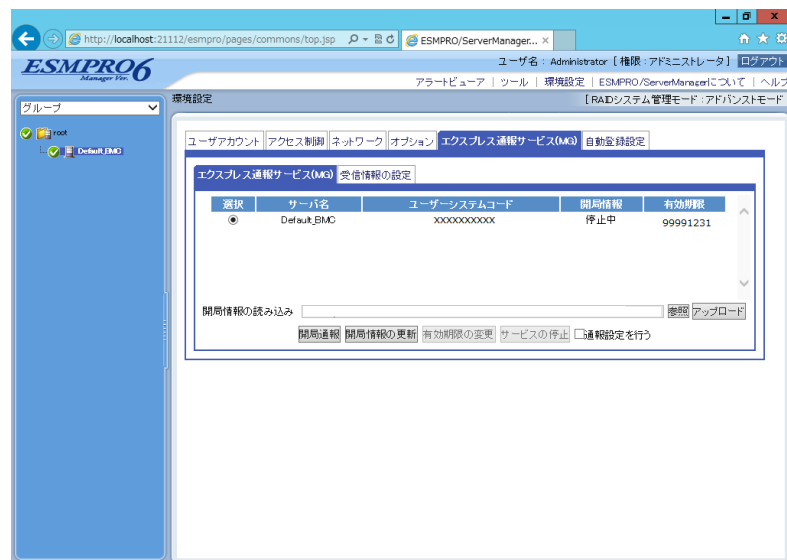 http://localhost:21112/esmpro/pages/commons/top.jsp
ESMPRO/ServerManager... ×
ESMPRO6
Manager Ver.
ユーザ名 : Administrator [ 権限 : アドミニストレータ ] ログアウト
アラートビューア | ツール | 環境設定 | ESMPRO/ServerManagerについて | ヘルプ
グループ
環境設定
[ RAIDシステム管理モード : アドバンストモード
root
Default_BMC
ユーザアカウント アクセス制御 ネットワーク オプション エクスプレス通報サービス(MG) 自動登録設定
エクスプレス通報サービス(MG) 受信情報の設定
選択 サーバ名 ユーザーシステムコード 開局情報 有効期限
Default_BMC XXXXXXXXXX 停止中 99991231
開局情報の読み込み 参照 アップロード
開局通報 開局情報の更新 有効期限の変更 サービスの停止 通報設定を行う